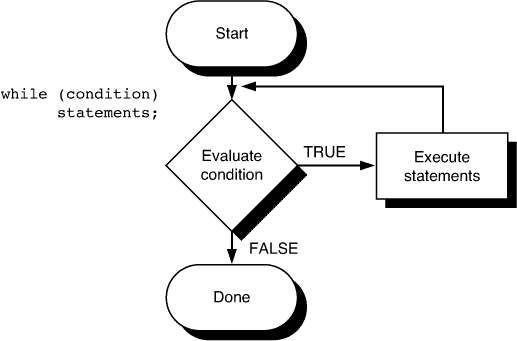 Start
while (condition)
statements;
Evaluate
condition
TRUE
Execute
statements
FALSE
Done